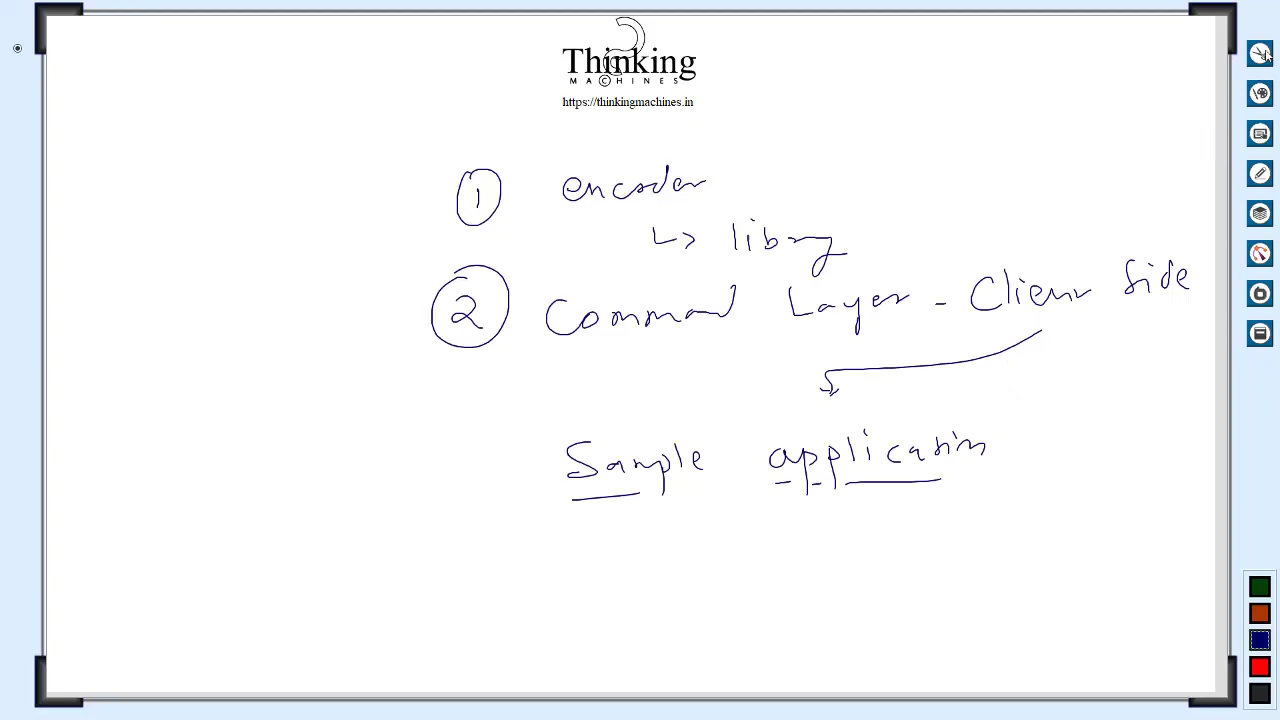 Thinking
MACHINES
https://thinkingmachines.in
1 encoder
↳ library
2 Command Layer - Client side
Sample application